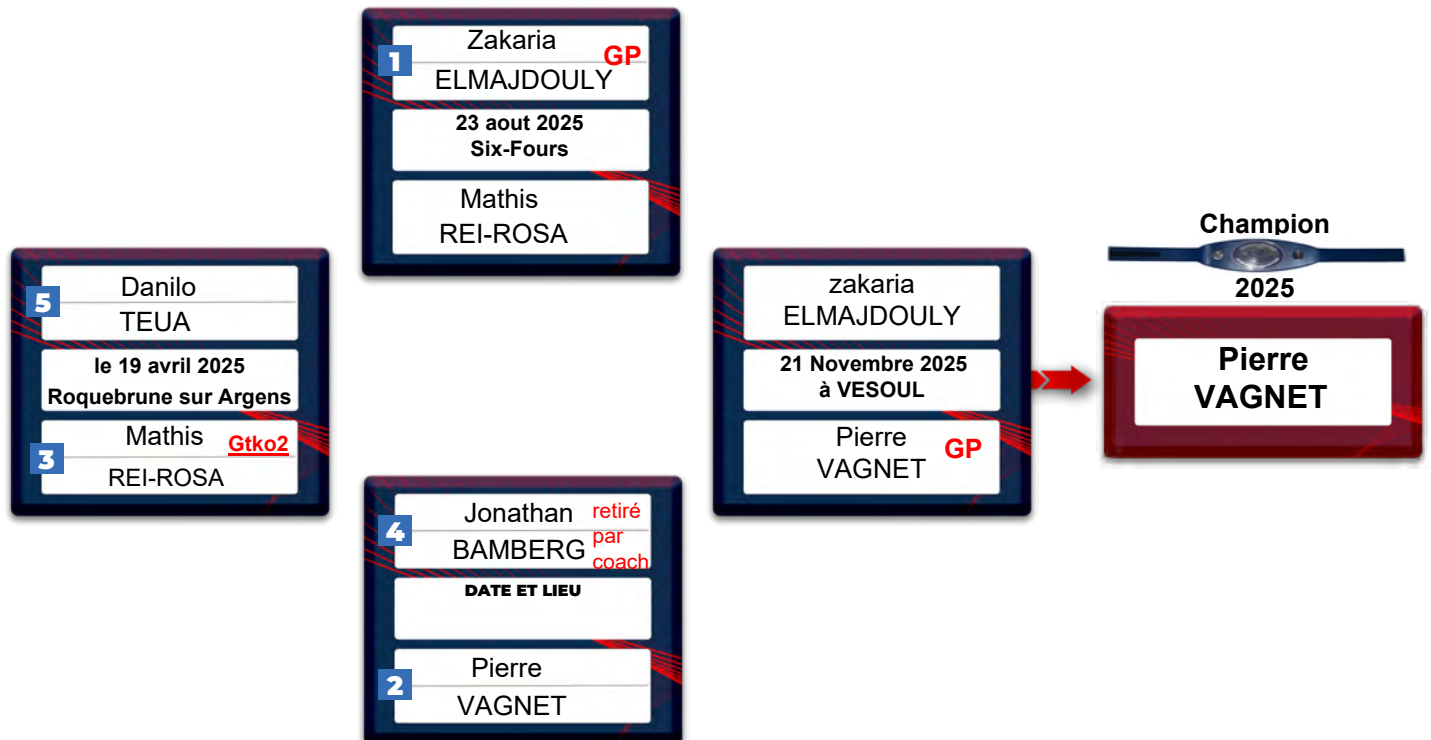 1
Zakaria
GP
ELMAJDOULY
23 aout 2025
Six-Fours
Mathis
REI-ROSA
5
Danilo
TEUA
le 19 avril 2025
Roquebrune sur Argens
3
Mathis
Gtko2
REI-ROSA
4
Jonathan
BAMBERG
retiré
par
coach
DATE ET LIEU
2
Pierre
VAGNET
zakaria
ELMAJDOULY
21 Novembre 2025
à VESOUL
Pierre
VAGNET
GP
Champion
2025
Pierre
VAGNET